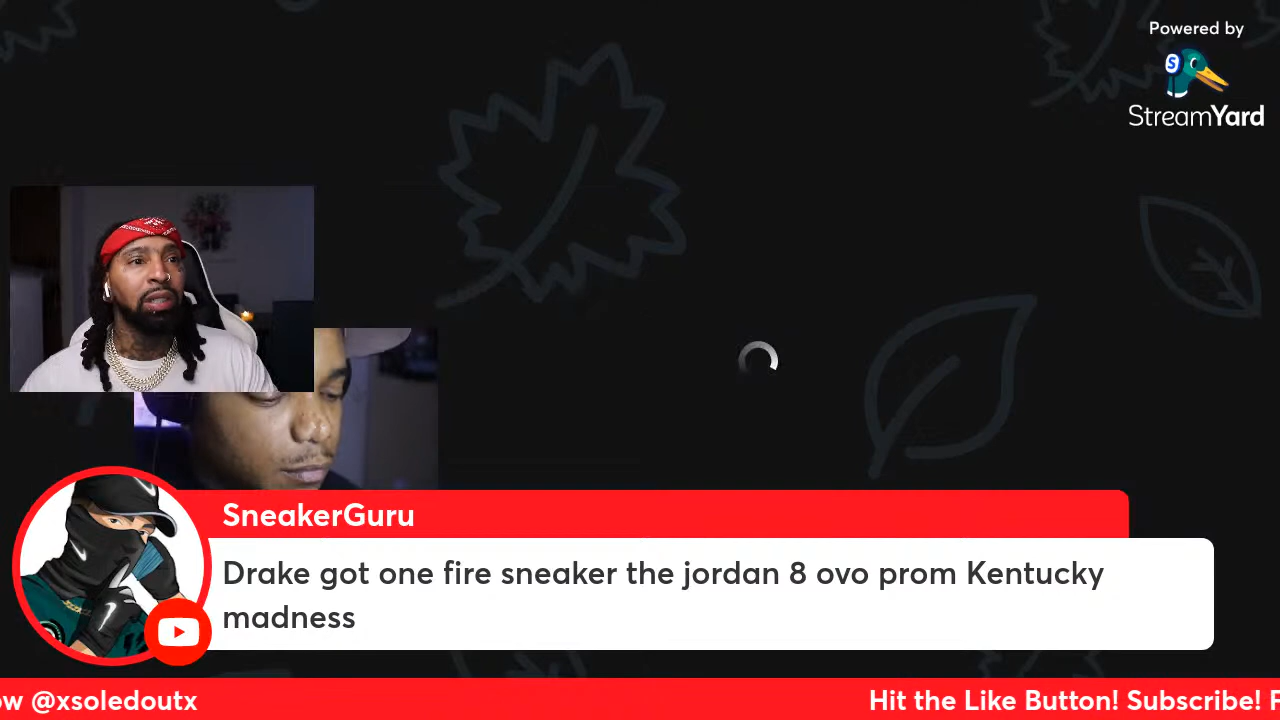 Powered by
StreamYard
SneakerGuru
Drake got one fire sneaker the jordan 8 ovo prom Kentucky
madness
ow @xsoledoutx
Hit the Like Button! Subscribe! F